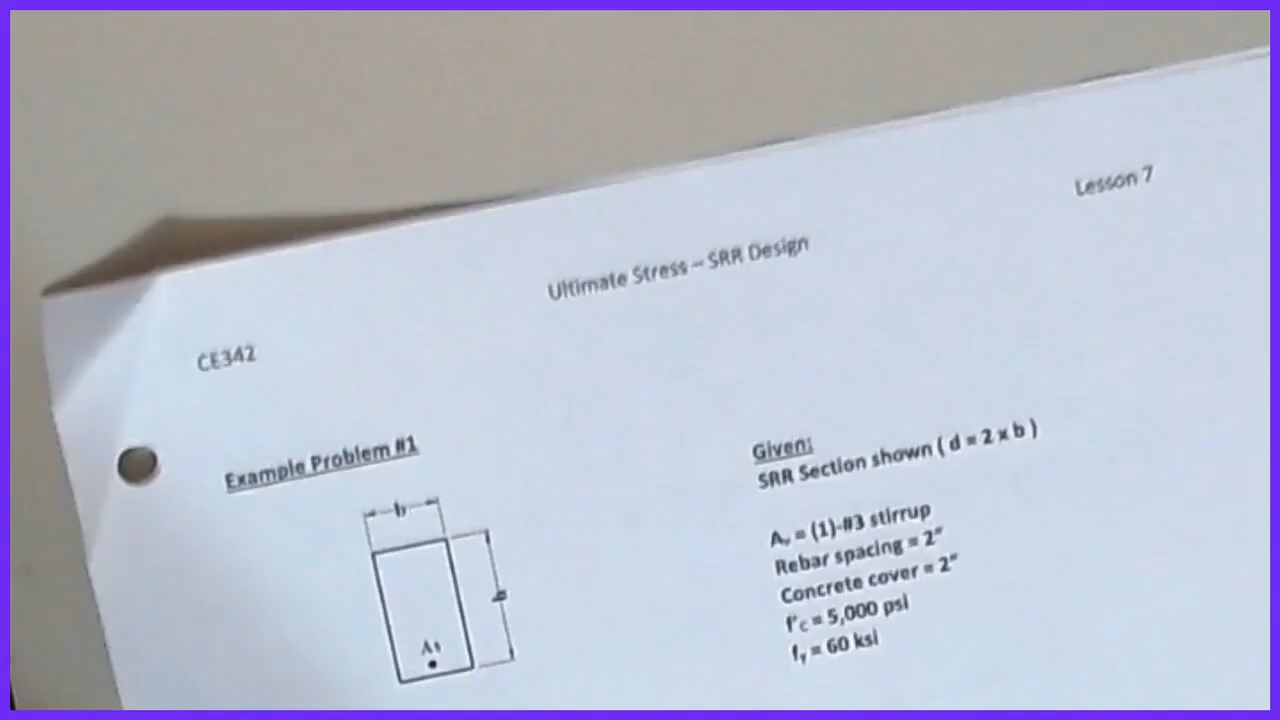 Lesson 7
Ultimate Stress – SRR Design
CE342
Example Problem #1
b
h
As
Given:
SRR Section shown ( d = 2 x b )
Av = (1)-#3 stirrup
Rebar spacing = 2"
Concrete cover = 2"
f'c = 5,000 psi
fy = 60 ksi